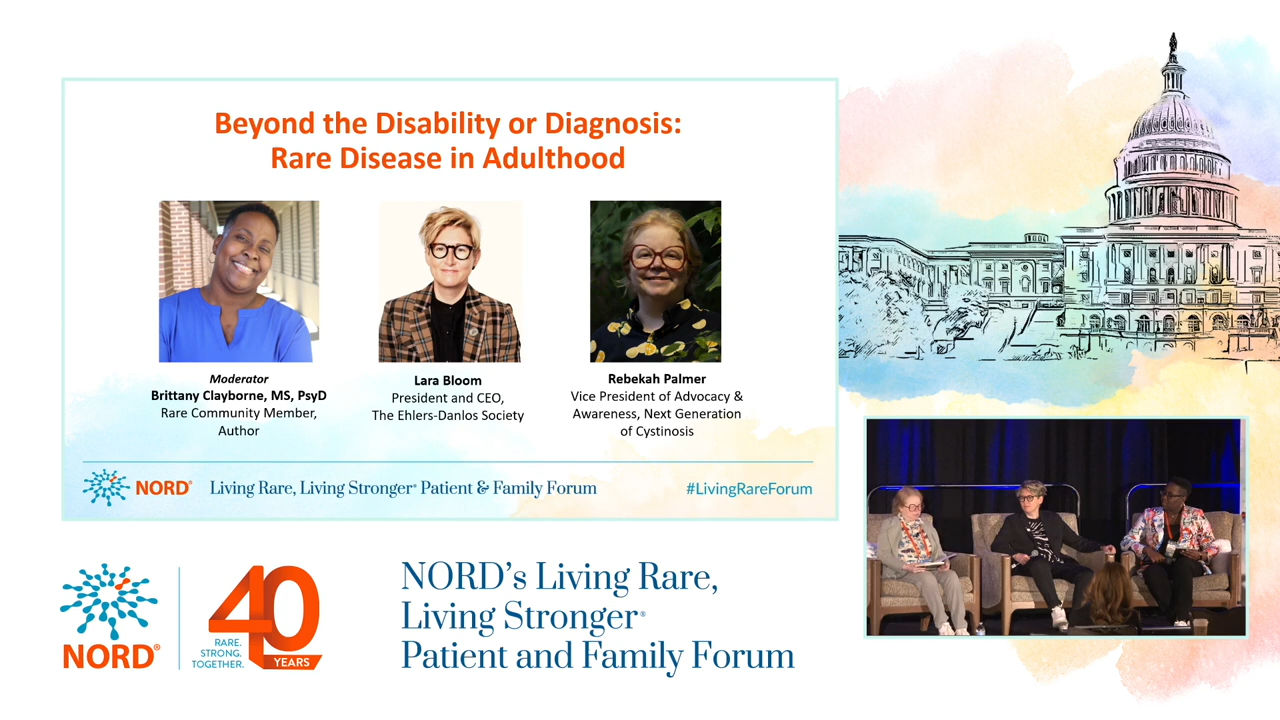 Beyond the Disability or Diagnosis:
Rare Disease in Adulthood
Moderator
Brittany Clayborne, MS, PsyD
Rare Community Member,
Author
Lara Bloom
President and CEO,
The Ehlers-Danlos Society
Rebekah Palmer
Vice President of Advocacy &
Awareness, Next Generation
of Cystinosis
NORD®
Living Rare, Living Stronger® Patient & Family Forum
#LivingRareForum
NORD®
RARE.
STRONG.
TOGETHER.
40
YEARS
NORD's Living Rare,
Living Stronger®
Patient and Family Forum